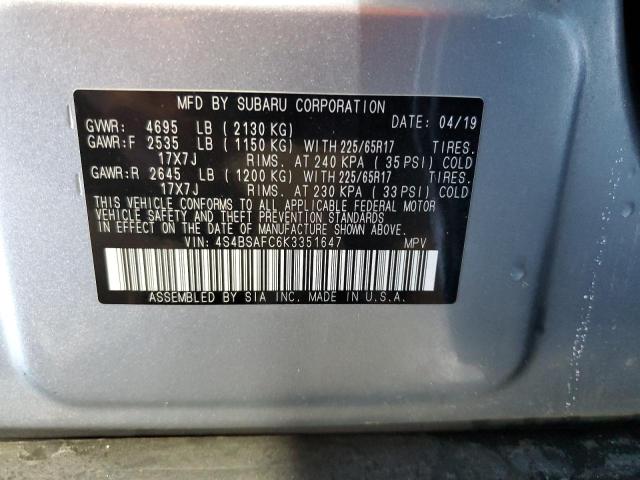 MFD BY SUBARU CORPORATION
GVWR: 4695 LB ( 2130 KG) DATE: 04/19
GAWR:F 2535 LB ( 1150 KG) WITH 225/65R17 TIRES.
17X7J RIMS. AT 240 KPA ( 35 PSI) COLD
GAWR:R 2645 LB ( 1200 KG) WITH 225/65R17 TIRES.
17X7J RIMS. AT 230 KPA ( 33 PSI) COLD
THIS VEHICLE CONFORMS TO ALL APPLICABLE FEDERAL MOTOR
VEHICLE SAFETY AND THEFT PREVENTION STANDARDS
IN EFFECT ON THE DATE OF MANUFACTURE SHOWN ABOVE.
VIN: 4S4BSAFC6K3351647 MPV
ASSEMBLED BY SIA INC. MADE IN U.S.A.